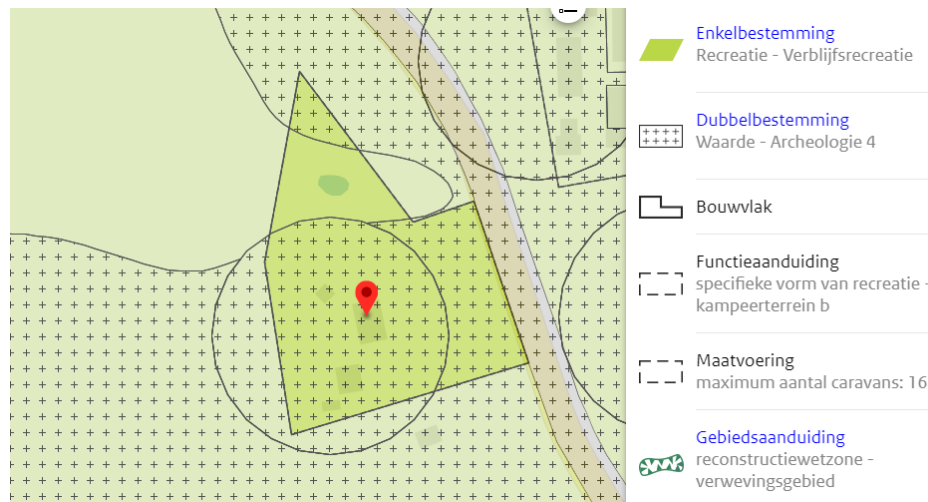 Enkelbestemming
Recreatie - Verblijfsrecreatie
Dubbelbestemming
Waarde - Archeologie 4
Bouwvlak
Functieaanduiding
specifieke vorm van recreatie -
kampeerterrein b
Maatvoering
maximum aantal caravans: 16
Gebiedsaanduiding
reconstructiewetzone -
verwevingsgebied